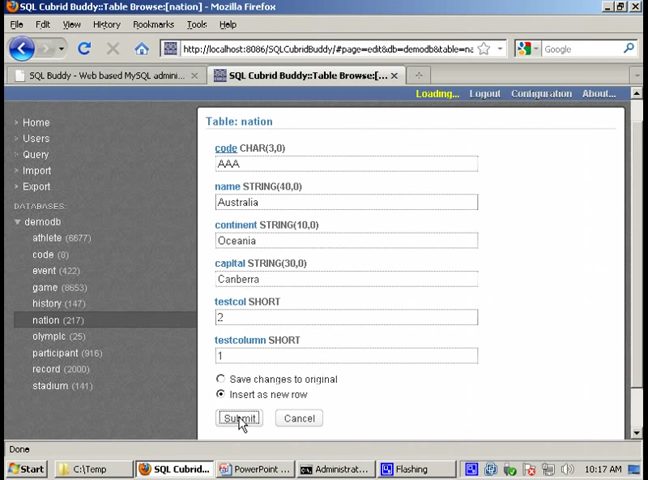 SQL Cubrid Buddy::Table Browse:[nation] - Mozilla Firefox
File Edit View History Bookmarks Tools Help
http://localhost:8086/SQLCubridBuddy/#page=edit&db=demodb&table=na
Google
SQL Buddy - Web based MySQL admini...
SQL Cubrid Buddy::Table Browse:[...
Loading... Logout Configuration About...
Home
Users
Query
Import
Export
DATABASES:
demodb
athlete (6677)
code (8)
event (422)
game (8653)
history (147)
nation (217)
olympic (25)
participant (916)
record (2000)
stadium (141)
Table: nation
code CHAR(3,0)
AAA
name STRING(40,0)
Australia
continent STRING(10,0)
Oceania
capital STRING(30,0)
Canberra
testcol SHORT
2
testcolumn SHORT
1
Save changes to original
Insert as new row
Submit Cancel
Done
Start C:\Temp SQL Cubrid... PowerPoint ... Administrat... Flashing 10:17 AM